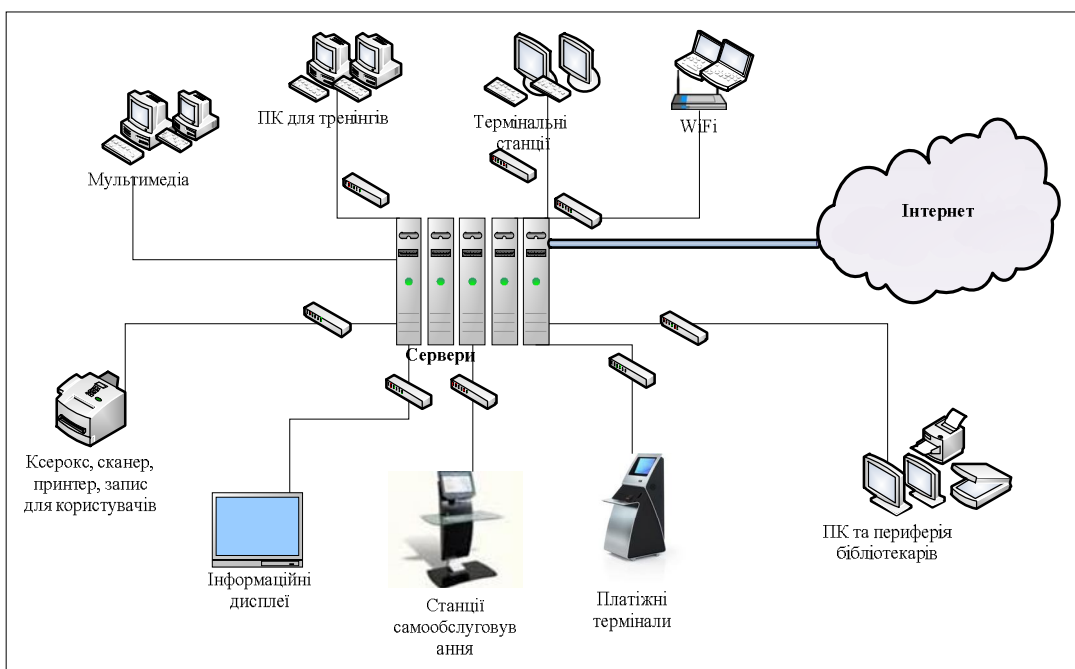 ПК для тренінгів
Термінальні
станції
WiFi
Мультимедіа
Інтернет
Сервери
Ксерокс, сканер,
принтер, запис
для користувачів
Інформаційні
дисплеї
Станції
самообслуговув
ання
Платіжні
термінали
ПК та периферія
бібліотекарів